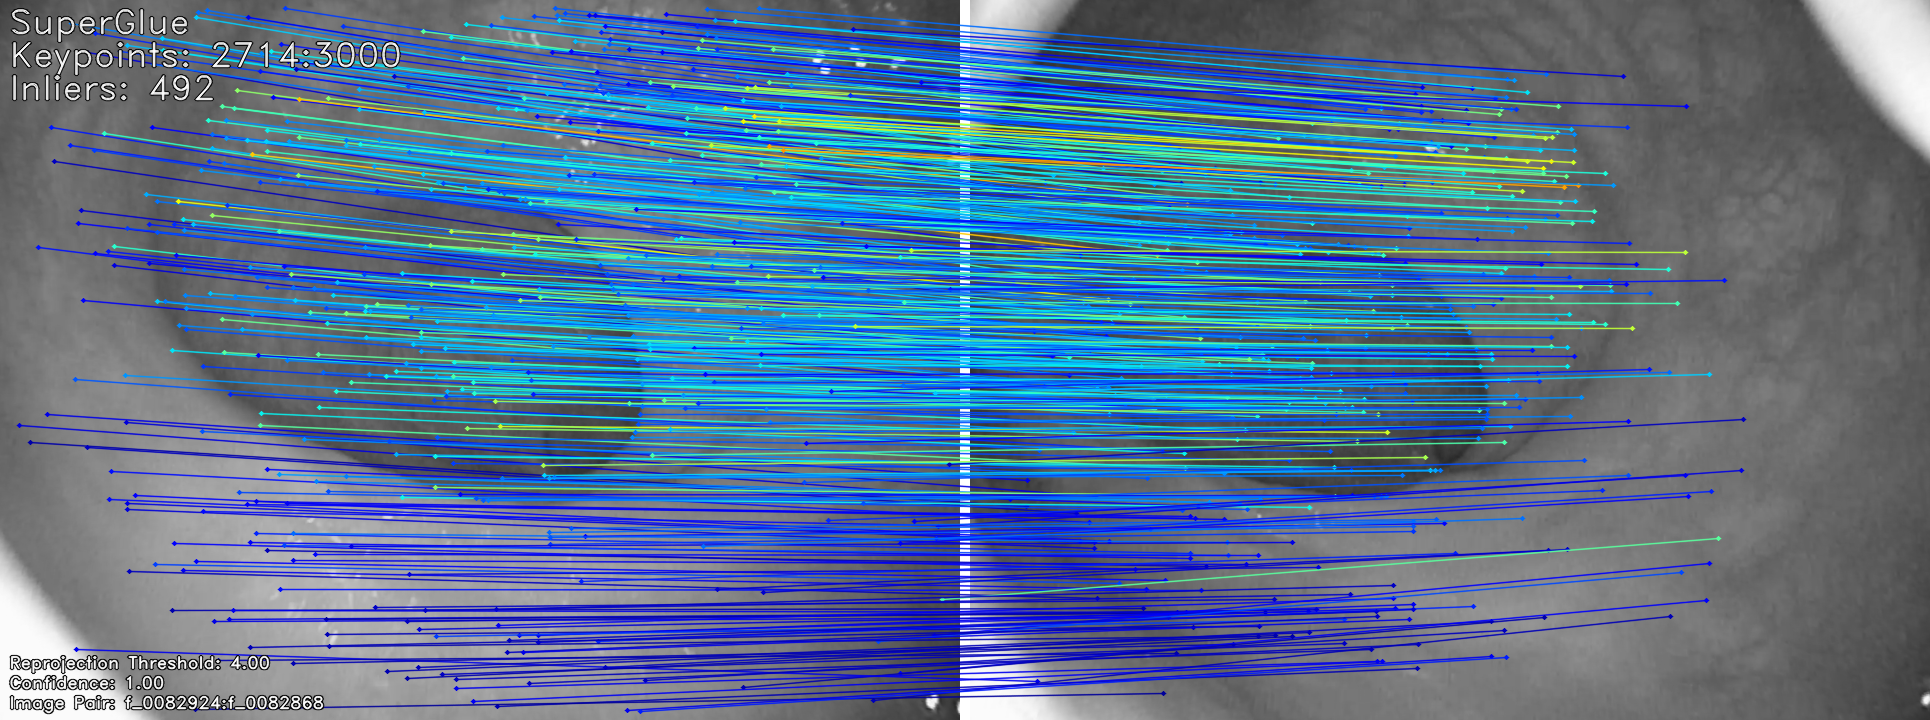 SuperGlue
Keypoints: 2714:3000
Inliers: 492
Reprojection Threshold: 4.00
Confidence: 1.00
Image Pair: f_0082924:f_0082868